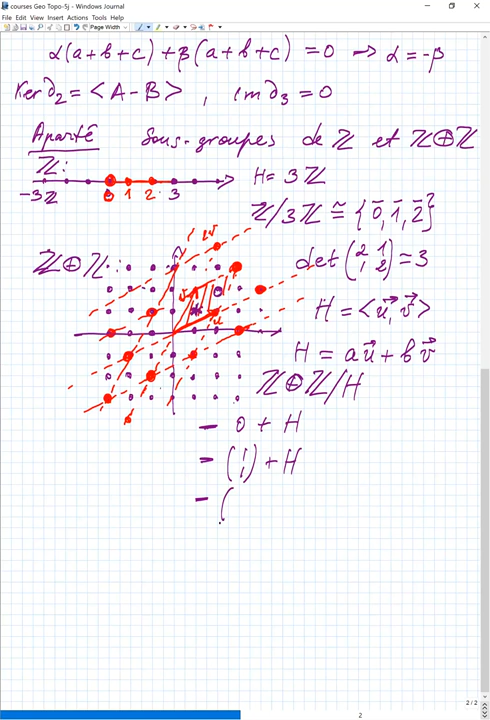 courses Geo Topo-5j - Windows Journal
File Edit View Insert Actions Tools Help
Page Width
α(a+b+c) + β(a+b+c) = 0 → α = -β
Ker ∂₂ = <A-B> , im ∂₃ = 0
Aparté Sous-groupes de ℤ et ℤ⊕ℤ
ℤ:
-3ℤ 0 1 2 3
H = 3ℤ
ℤ/3ℤ ≅ {0̄, 1̄, 2̄}
ℤ⊕ℤ:
2v⃗
v⃗
u⃗
det (2 1
1 2) = 3
H = <u⃗, v⃗>
H = au⃗ + bv⃗
ℤ⊕ℤ/H
- 0 + H
- (1
1) + H
- (
2 / 2
2